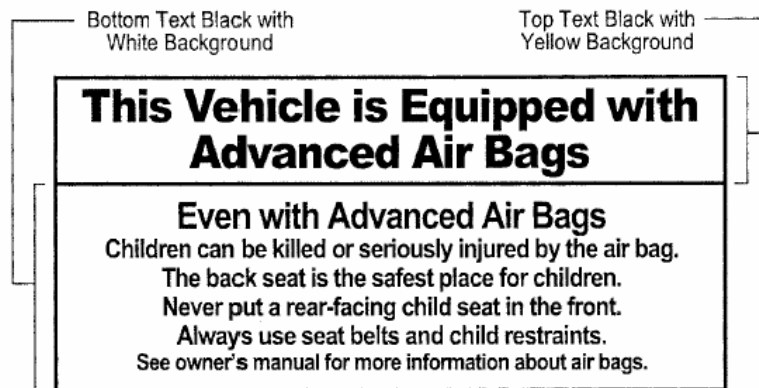 Bottom Text Black with
White Background
Top Text Black with
Yellow Background
This Vehicle is Equipped with
Advanced Air Bags
Even with Advanced Air Bags
Children can be killed or seriously injured by the air bag.
The back seat is the safest place for children.
Never put a rear-facing child seat in the front.
Always use seat belts and child restraints.
See owner's manual for more information about air bags.